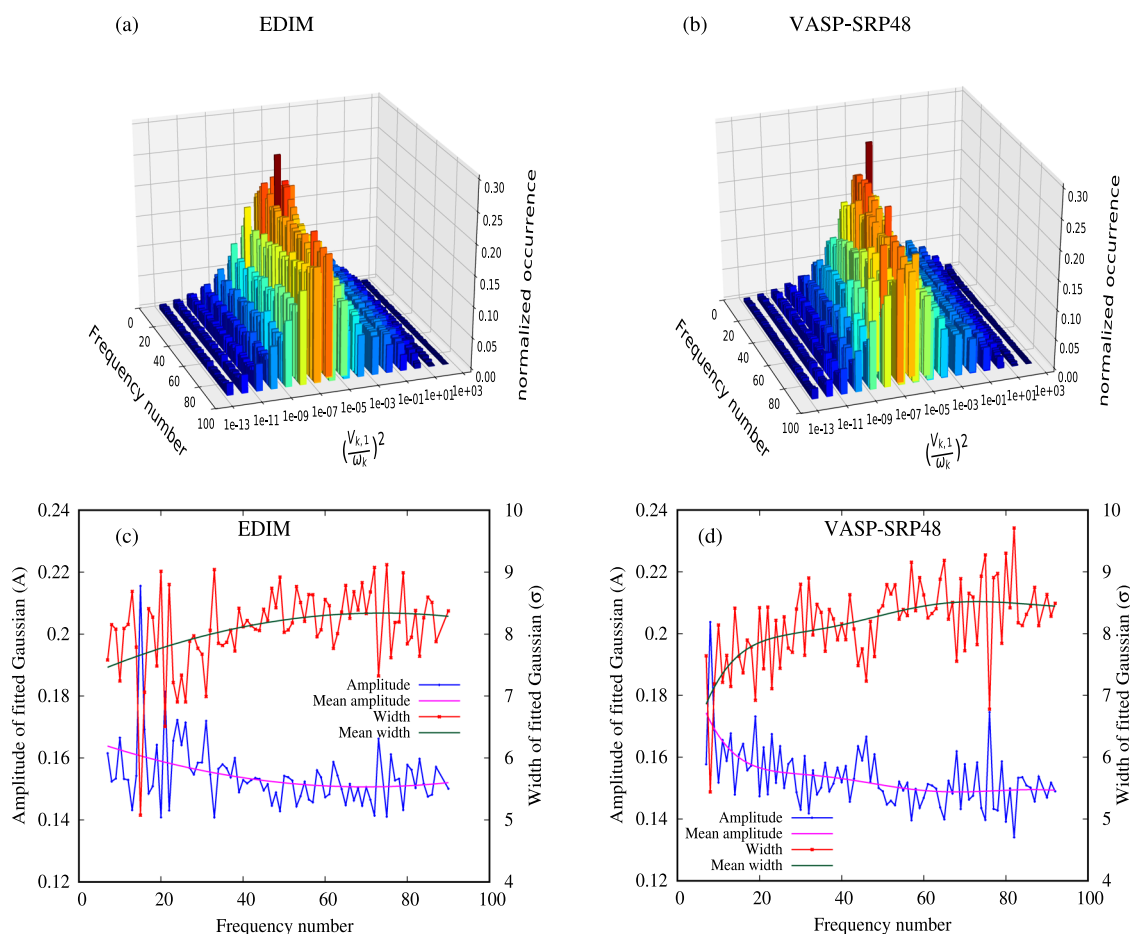 (a) EDIM
(b) VASP-SRP48
0.30
0.25
0.20
0.15
0.10
0.05
0.00
normalized occurrence
0
20
40
60
80
100
Frequency number
1e-13 1e-11 1e-09 1e-07 1e-05 1e-03 1e-01 1e+01 1e+03
(V_{k,1}/ω_k)^2
0.30
0.25
0.20
0.15
0.10
0.05
0.00
normalized occurrence
0
20
40
60
80
100
Frequency number
1e-13 1e-11 1e-09 1e-07 1e-05 1e-03 1e-01 1e+01 1e+03
(V_{k,1}/ω_k)^2
(c) EDIM
0.24
0.22
0.2
0.18
0.16
0.14
0.12
Amplitude of fitted Gaussian (A)
10
9
8
7
6
5
4
Width of fitted Gaussian (σ)
Amplitude
Mean amplitude
Width
Mean width
0 20 40 60 80 100
Frequency number
(d) VASP-SRP48
0.24
0.22
0.2
0.18
0.16
0.14
0.12
Amplitude of fitted Gaussian (A)
10
9
8
7
6
5
4
Width of fitted Gaussian (σ)
Amplitude
Mean amplitude
Width
Mean width
0 20 40 60 80 100
Frequency number